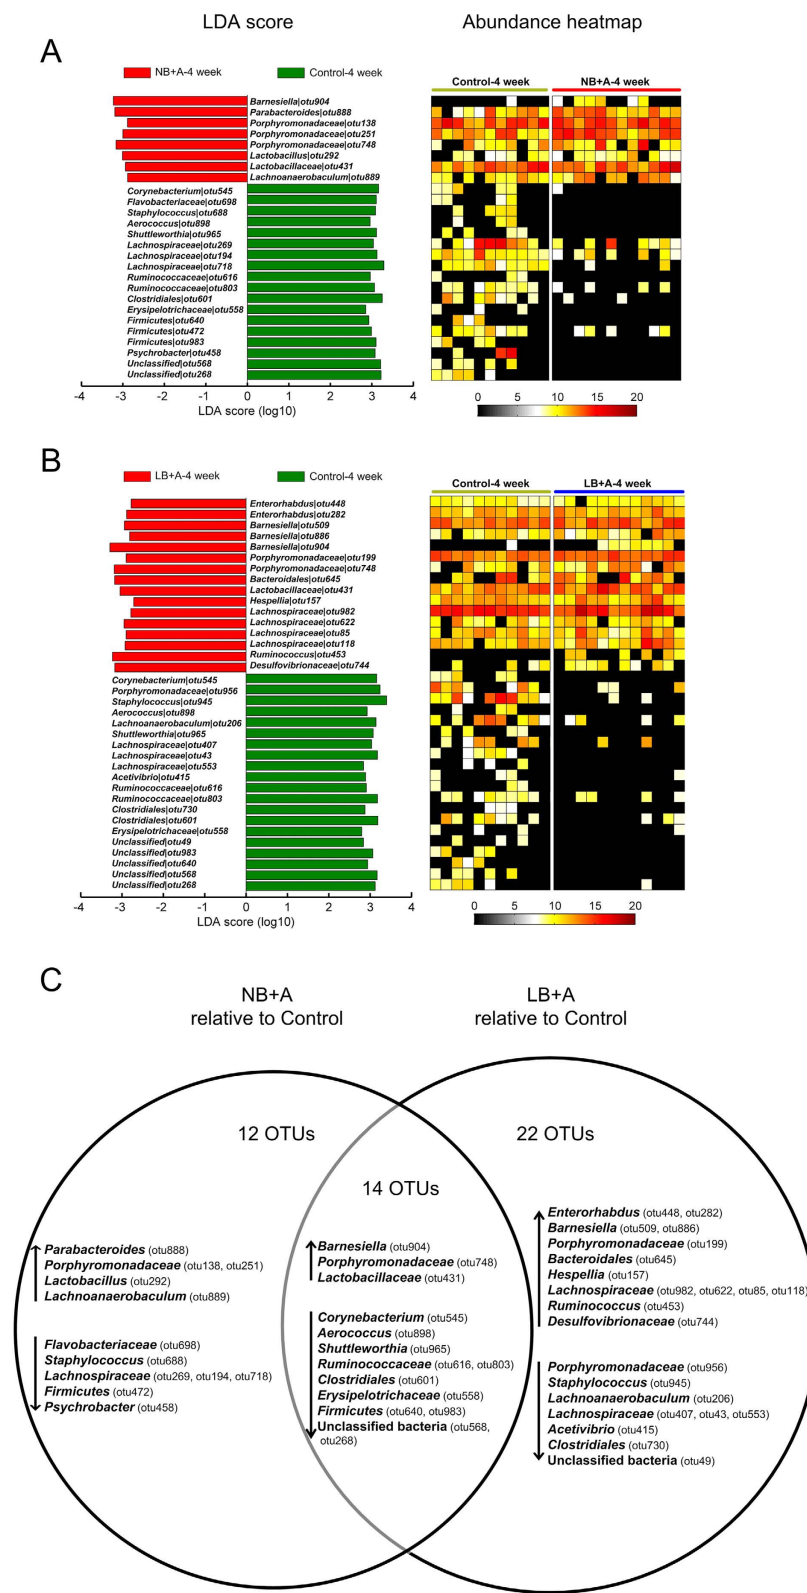 LDA score
Abundance heatmap
A
NB+A-4 week
Control-4 week
Control-4 week
NB+A-4 week
Barnesiella|otu904
Parabacteroides|otu888
Porphyromonadaceae|otu138
Porphyromonadaceae|otu251
Porphyromonadaceae|otu748
Lactobacillus|otu292
Lactobacillaceae|otu431
Lachnoanaerobaculum|otu889
Corynebacterium|otu545
Flavobacteriaceae|otu698
Staphylococcus|otu688
Aerococcus|otu898
Shuttleworthia|otu965
Lachnospiraceae|otu269
Lachnospiraceae|otu194
Lachnospiraceae|otu718
Ruminococcaceae|otu616
Ruminococcaceae|otu803
Clostridiales|otu601
Erysipelotrichaceae|otu558
Firmicutes|otu640
Firmicutes|otu472
Firmicutes|otu983
Psychrobacter|otu458
Unclassified|otu568
Unclassified|otu268
-4 -3 -2 -1 0 1 2 3 4
LDA score (log10)
0 5 10 15 20
B
LB+A-4 week
Control-4 week
Control-4 week
LB+A-4 week
Enterorhabdus|otu448
Enterorhabdus|otu282
Barnesiella|otu509
Barnesiella|otu886
Barnesiella|otu904
Porphyromonadaceae|otu199
Porphyromonadaceae|otu748
Bacteroidales|otu645
Lactobacillaceae|otu431
Hespellia|otu157
Lachnospiraceae|otu982
Lachnospiraceae|otu622
Lachnospiraceae|otu85
Lachnospiraceae|otu118
Ruminococcus|otu453
Desulfovibrionaceae|otu744
Corynebacterium|otu545
Porphyromonadaceae|otu956
Staphylococcus|otu945
Aerococcus|otu898
Lachnoanaerobaculum|otu206
Shuttleworthia|otu965
Lachnospiraceae|otu407
Lachnospiraceae|otu43
Lachnospiraceae|otu553
Acetivibrio|otu415
Ruminococcaceae|otu616
Ruminococcaceae|otu803
Clostridiales|otu730
Clostridiales|otu601
Erysipelotrichaceae|otu558
Unclassified|otu49
Unclassified|otu983
Unclassified|otu640
Unclassified|otu568
Unclassified|otu268
-4 -3 -2 -1 0 1 2 3 4
LDA score (log10)
0 5 10 15 20
C
NB+A
relative to Control
LB+A
relative to Control
12 OTUs
14 OTUs
22 OTUs
Parabacteroides (otu888)
Porphyromonadaceae (otu138, otu251)
Lactobacillus (otu292)
Lachnoanaerobaculum (otu889)
Flavobacteriaceae (otu698)
Staphylococcus (otu688)
Lachnospiraceae (otu269, otu194, otu718)
Firmicutes (otu472)
Psychrobacter (otu458)
Barnesiella (otu904)
Porphyromonadaceae (otu748)
Lactobacillaceae (otu431)
Corynebacterium (otu545)
Aerococcus (otu898)
Shuttleworthia (otu965)
Ruminococcaceae (otu616, otu803)
Clostridiales (otu601)
Erysipelotrichaceae (otu558)
Firmicutes (otu640, otu983)
Unclassified bacteria (otu568,
otu268)
Enterorhabdus (otu448, otu282)
Barnesiella (otu509, otu886)
Porphyromonadaceae (otu199)
Bacteroidales (otu645)
Hespellia (otu157)
Lachnospiraceae (otu982, otu622, otu85, otu118)
Ruminococcus (otu453)
Desulfovibrionaceae (otu744)
Porphyromonadaceae (otu956)
Staphylococcus (otu945)
Lachnoanaerobaculum (otu206)
Lachnospiraceae (otu407, otu43, otu553)
Acetivibrio (otu415)
Clostridiales (otu730)
Unclassified bacteria (otu49)